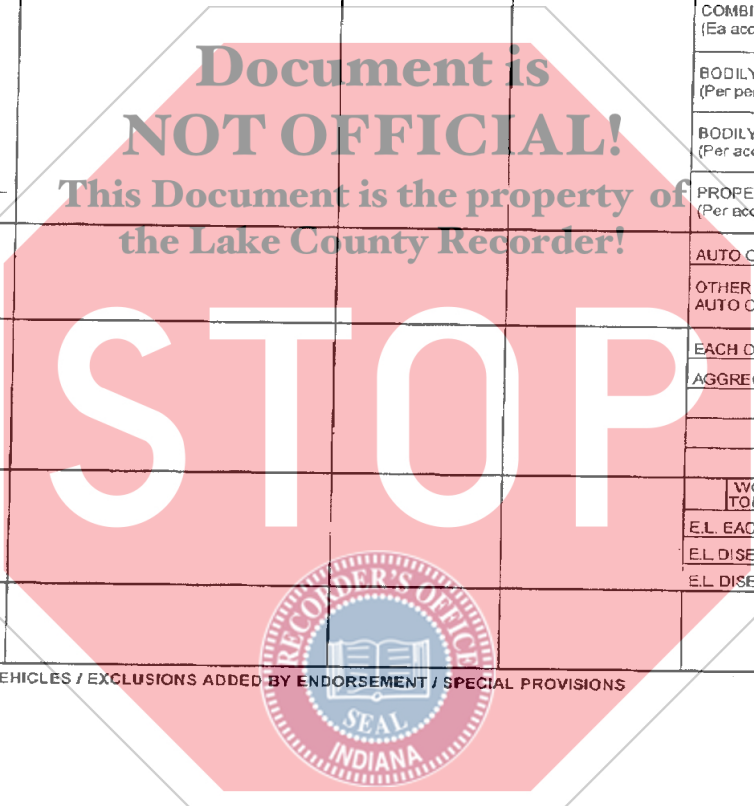 COMBI
(Ea acc
Document is
BODILY
(Per per
NOT OFFICIAL!
BODILY
(Per acc
This Document is the property of
PROPE
(Per acc
the Lake County Recorder!
AUTO O
OTHER
AUTO O
STOP
EACH O
AGGREG
WO
TOR
E.L. EAC
E.L. DISE
E.L. DISE
RECORDER'S OFFICE
SEAL
INDIANA
EHICLES / EXCLUSIONS ADDED BY ENDORSEMENT / SPECIAL PROVISIONS